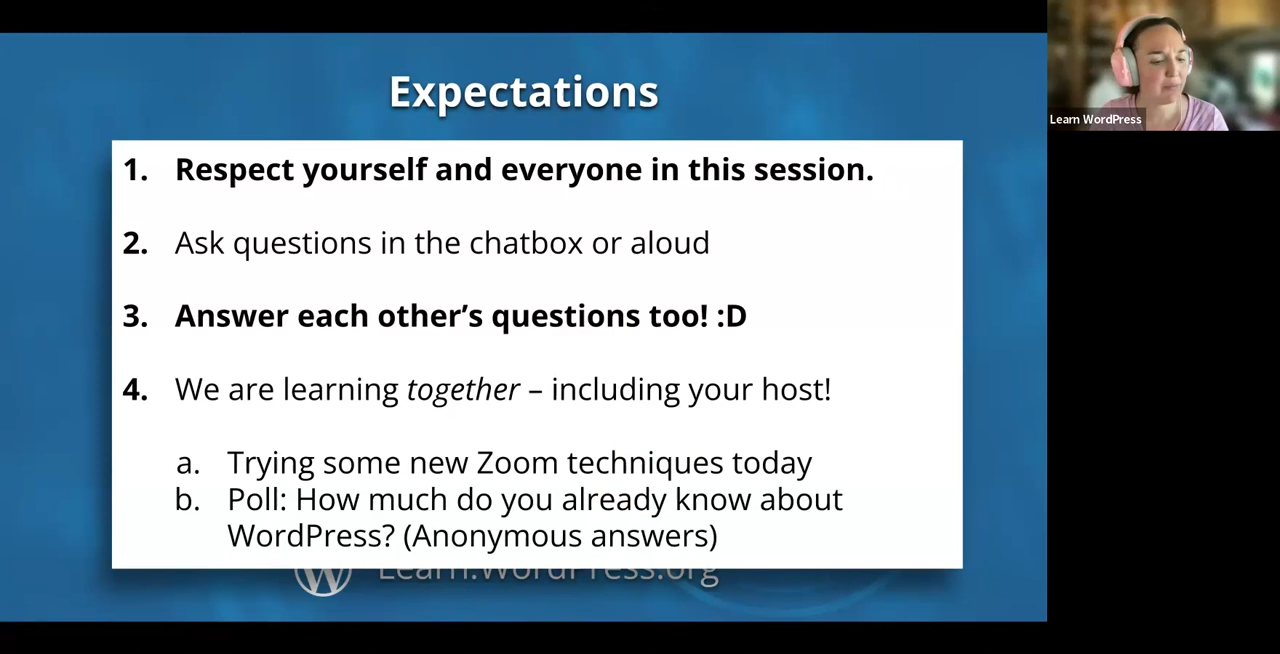 Expectations
1. Respect yourself and everyone in this session.
2. Ask questions in the chatbox or aloud
3. Answer each other’s questions too! :D
4. We are learning together – including your host!
a. Trying some new Zoom techniques today
b. Poll: How much do you already know about
WordPress? (Anonymous answers)
Learn.WordPress.org
Learn WordPress